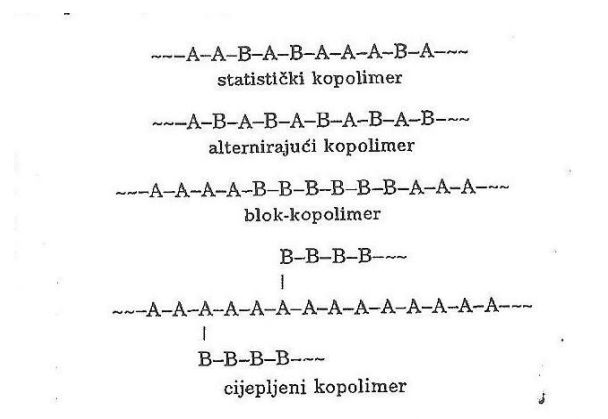 ~~~A–A–B–A–B–A–A–A–B–A~~~
statistički kopolimer
~~~A–B–A–B–A–B–A–B–A–B~~~
alternirajući kopolimer
~~~A–A–A–A–B–B–B–B–B–B–A–A–A~~~
blok-kopolimer
B–B–B–B~~~
|
~~~A–A–A–A–A–A–A–A–A–A–A–A–A–A~~~
|
B–B–B–B~~~
cijepljeni kopolimer